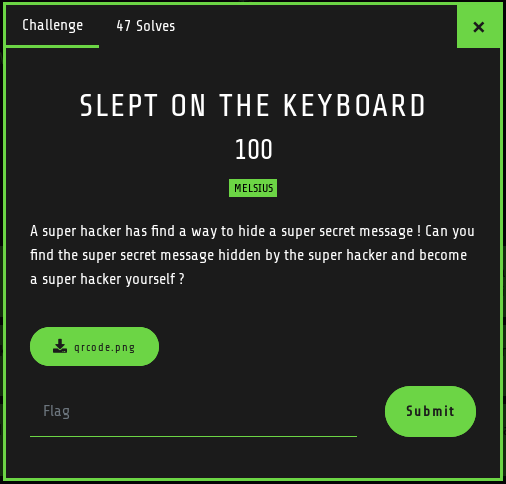 Challenge
47 Solves
×
SLEPT ON THE KEYBOARD
100
MELSIUS
A super hacker has find a way to hide a super secret message ! Can you
find the super secret message hidden by the super hacker and become
a super hacker yourself ?
qrcode.png
Flag
Submit